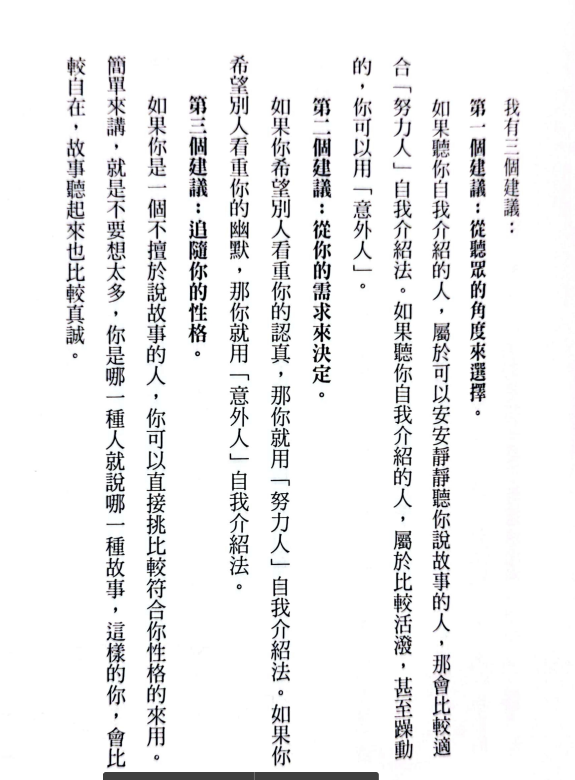 我有三個建議：
第一個建議：從聽眾的角度來選擇。
如果聽你自我介紹的人，屬於可以安安靜靜聽你說故事的人，那會比較適
合「努力人」自我介紹法。如果聽你自我介紹的人，屬於比較活潑，甚至躁動
的，你可以用「意外人」。
第二個建議：從你的需求來決定。
如果你希望別人看重你的認真，那你就用「努力人」自我介紹法。如果你
希望別人看重你的幽默，那你就用「意外人」自我介紹法。
第三個建議：追隨你的性格。
如果你是一個不擅於說故事的人，你可以直接挑比較符合你性格的來用。
簡單來講，就是不要想太多，你是哪一種人就說哪一種故事，這樣的你，會比
較自在，故事聽起來也比較真誠。